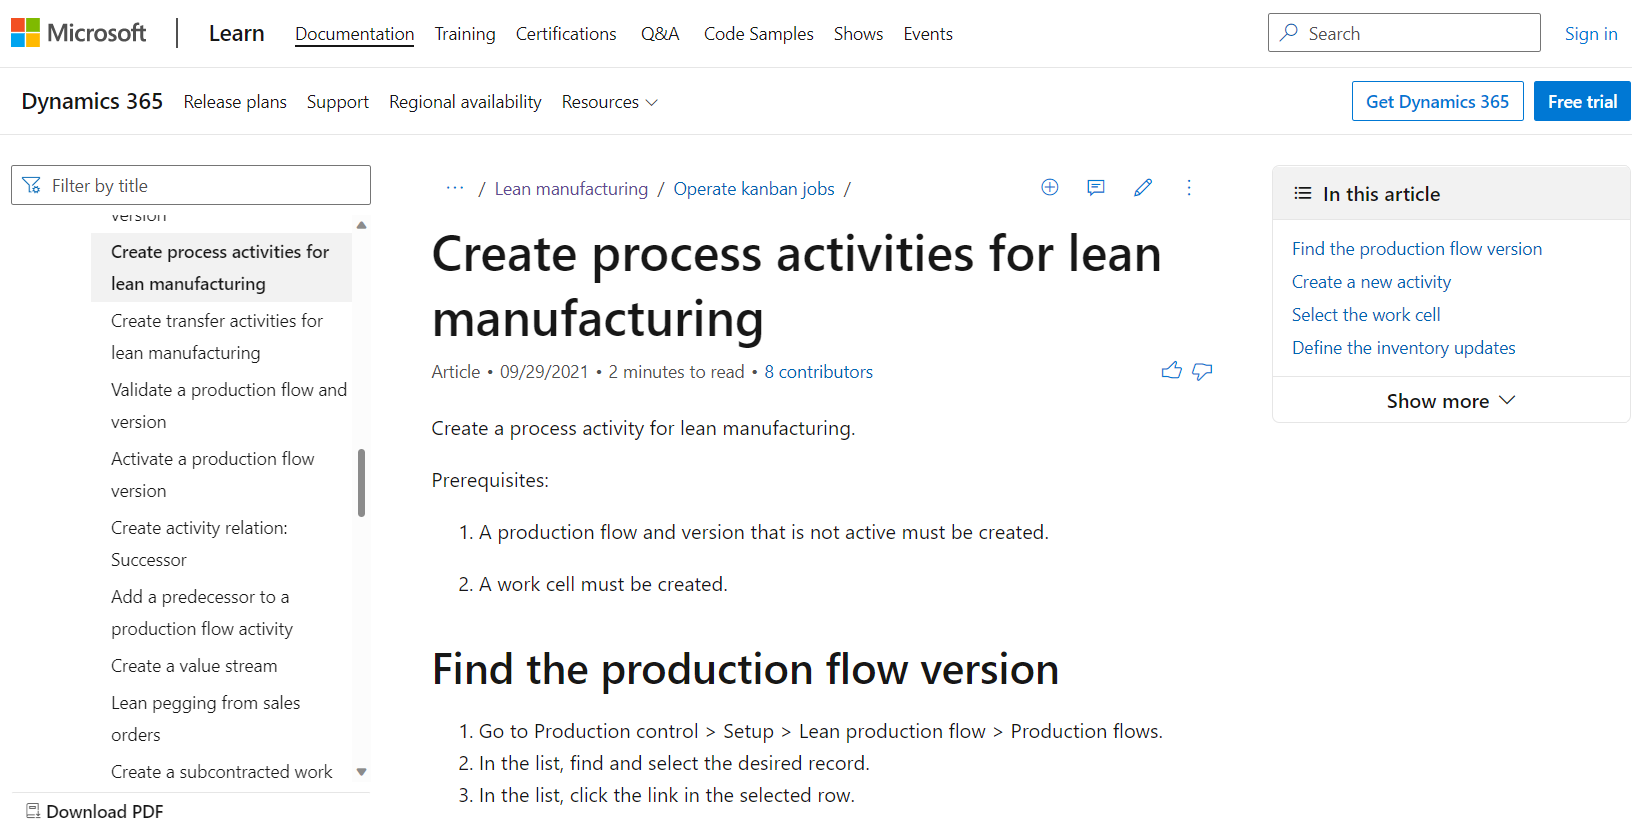 Microsoft Learn Documentation Training Certifications Q&A Code Samples Shows Events Search Sign in
Dynamics 365 Release plans Support Regional availability Resources Get Dynamics 365 Free trial
Filter by title
version
Create process activities for
lean manufacturing
Create transfer activities for
lean manufacturing
Validate a production flow and
version
Activate a production flow
version
Create activity relation:
Successor
Add a predecessor to a
production flow activity
Create a value stream
Lean pegging from sales
orders
Create a subcontracted work
Download PDF
··· / Lean manufacturing / Operate kanban jobs /
Create process activities for lean
manufacturing
Article • 09/29/2021 • 2 minutes to read • 8 contributors
Create a process activity for lean manufacturing.
Prerequisites:
1. A production flow and version that is not active must be created.
2. A work cell must be created.
Find the production flow version
1. Go to Production control > Setup > Lean production flow > Production flows.
2. In the list, find and select the desired record.
3. In the list, click the link in the selected row.
In this article
Find the production flow version
Create a new activity
Select the work cell
Define the inventory updates
Show more